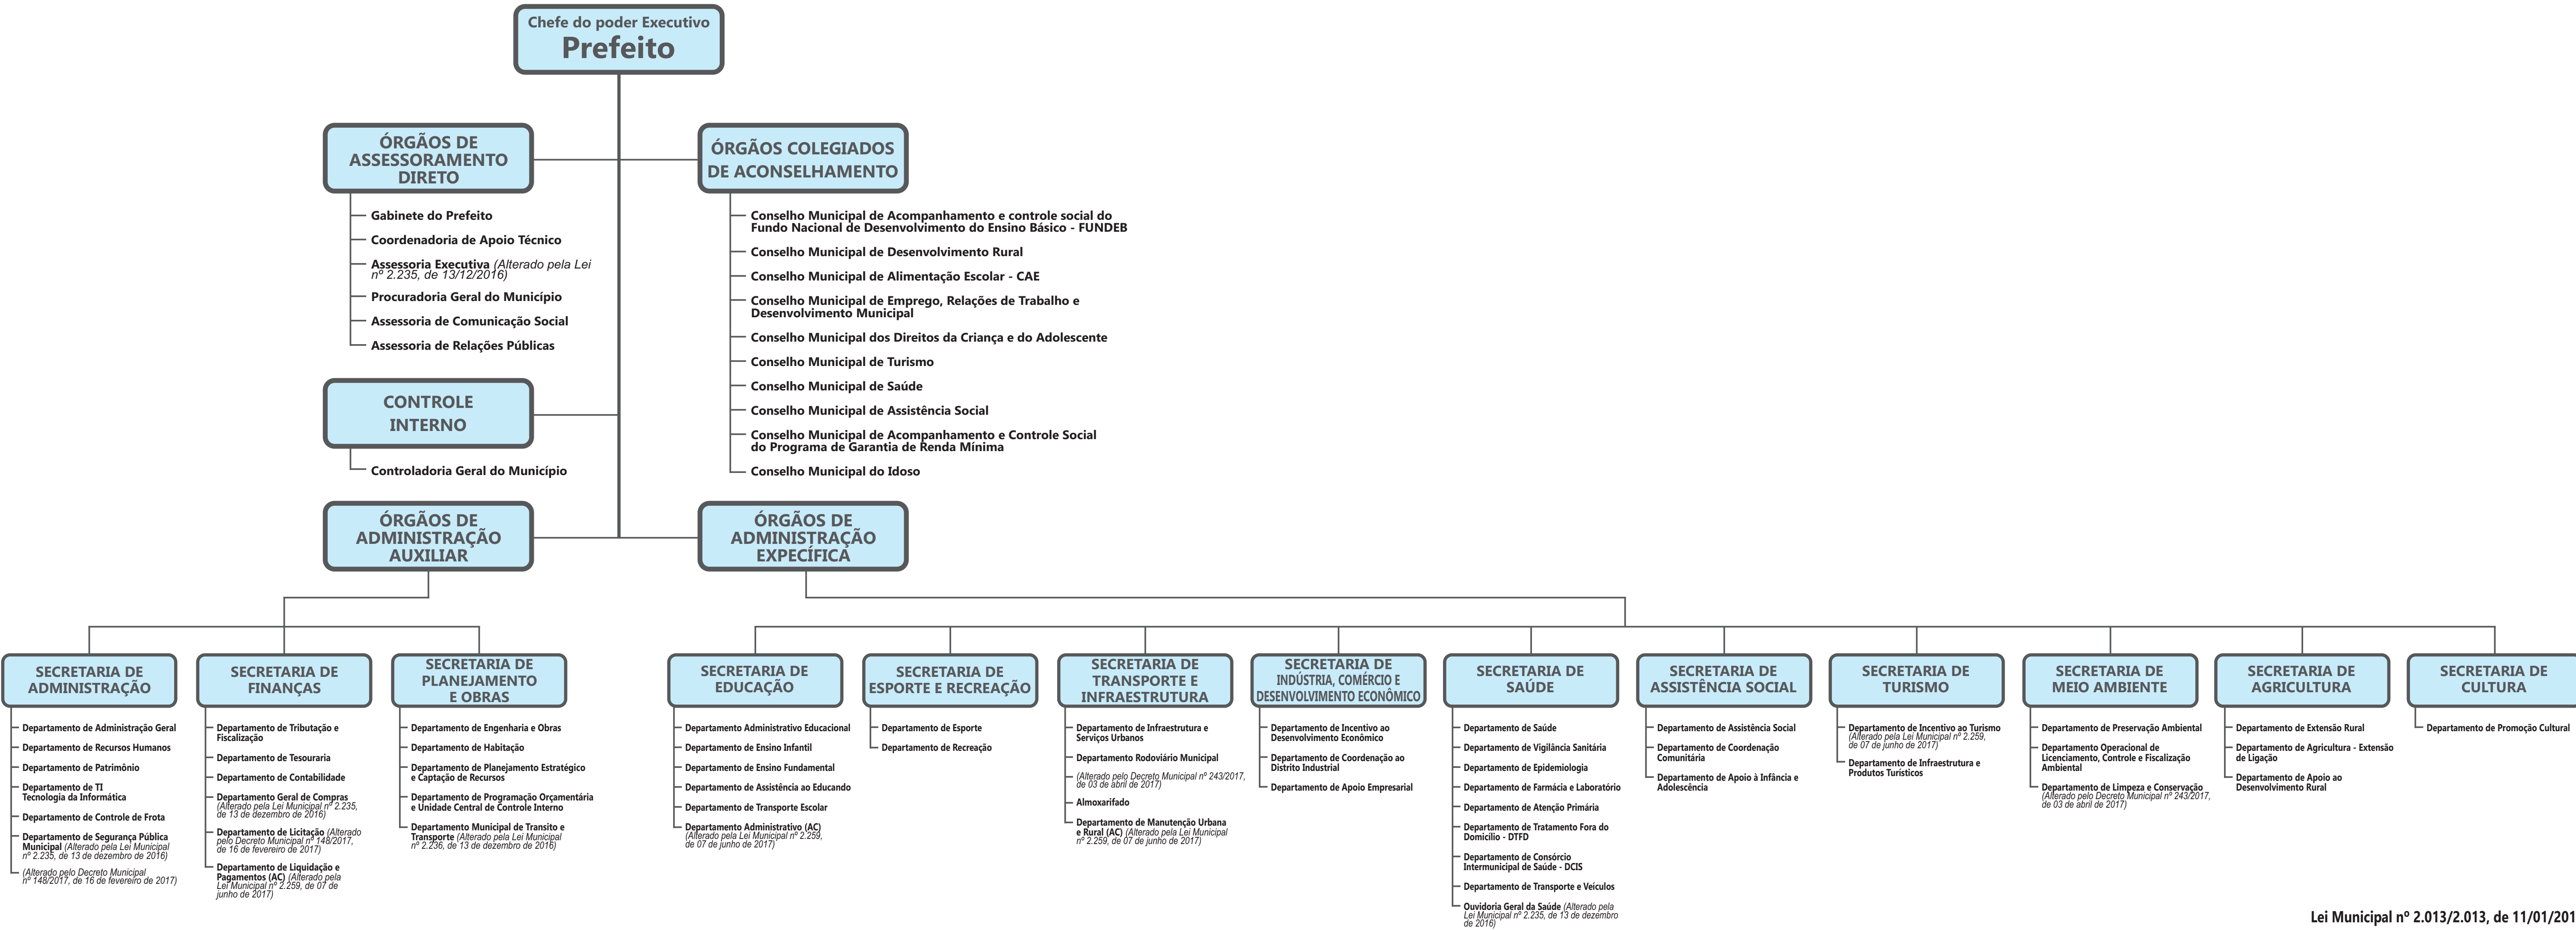 Chefe do poder Executivo
Prefeito
ÓRGÃOS DE
ASSESSORAMENTO
DIRETO
Gabinete do Prefeito
Coordenadoria de Apoio Técnico
Assessoria Executiva (Alterado pela Lei
nº 2.235, de 13/12/2016)
Procuradoria Geral do Município
Assessoria de Comunicação Social
Assessoria de Relações Públicas
ÓRGÃOS COLEGIADOS
DE ACONSELHAMENTO
Conselho Municipal de Acompanhamento e controle social do
Fundo Nacional de Desenvolvimento do Ensino Básico - FUNDEB
Conselho Municipal de Desenvolvimento Rural
Conselho Municipal de Alimentação Escolar - CAE
Conselho Municipal de Emprego, Relações de Trabalho e
Desenvolvimento Municipal
Conselho Municipal dos Direitos da Criança e do Adolescente
Conselho Municipal de Turismo
Conselho Municipal de Saúde
Conselho Municipal de Assistência Social
Conselho Municipal de Acompanhamento e Controle Social
do Programa de Garantia de Renda Mínima
Conselho Municipal do Idoso
CONTROLE
INTERNO
Controladoria Geral do Município
ÓRGÃOS DE
ADMINISTRAÇÃO
AUXILIAR
ÓRGÃOS DE
ADMINISTRAÇÃO
EXPECÍFICA
SECRETARIA DE
ADMINISTRAÇÃO
Departamento de Administração Geral
Departamento de Recursos Humanos
Departamento de Patrimônio
Departamento de TI
Tecnologia da Informática
Departamento de Controle de Frota
Departamento de Segurança Pública
Municipal (Alterado pela Lei Municipal
nº 2.235, de 13 de dezembro de 2016)
(Alterado pelo Decreto Municipal
nº 148/2017, de 16 de fevereiro de 2017)
SECRETARIA DE
FINANÇAS
Departamento de Tributação e
Fiscalização
Departamento de Tesouraria
Departamento de Contabilidade
Departamento Geral de Compras
(Alterado pela Lei Municipal nº 2.235,
de 13 de dezembro de 2016)
Departamento de Licitação (Alterado
pelo Decreto Municipal nº 148/2017,
de 16 de fevereiro de 2017)
Departamento de Liquidação e
Pagamentos (AC) (Alterado pela
Lei Municipal nº 2.259, de 07 de
junho de 2017)
SECRETARIA DE
PLANEJAMENTO
E OBRAS
Departamento de Engenharia e Obras
Departamento de Habitação
Departamento de Planejamento Estratégico
e Captação de Recursos
Departamento de Programação Orçamentária
e Unidade Central de Controle Interno
Departamento Municipal de Transito e
Transporte (Alterado pela Lei Municipal
nº 2.236, de 13 de dezembro de 2016)
SECRETARIA DE
EDUCAÇÃO
Departamento Administrativo Educacional
Departamento de Ensino Infantil
Departamento de Ensino Fundamental
Departamento de Assistência ao Educando
Departamento de Transporte Escolar
Departamento Administrativo (AC)
(Alterado pela Lei Municipal nº 2.259,
de 07 de junho de 2017)
SECRETARIA DE
ESPORTE E RECREAÇÃO
Departamento de Esporte
Departamento de Recreação
SECRETARIA DE
TRANSPORTE E
INFRAESTRUTURA
Departamento de Infraestrutura e
Serviços Urbanos
Departamento Rodoviário Municipal
(Alterado pelo Decreto Municipal nº 243/2017,
de 03 de abril de 2017)
Almoxarifado
Departamento de Manutenção Urbana
e Rural (AC) (Alterado pela Lei Municipal
nº 2.259, de 07 de junho de 2017)
SECRETARIA DE
INDÚSTRIA, COMÉRCIO E
DESENVOLVIMENTO ECONÔMICO
Departamento de Incentivo ao
Desenvolvimento Econômico
Departamento de Coordenação ao
Distrito Industrial
Departamento de Apoio Empresarial
SECRETARIA DE
SAÚDE
Departamento de Saúde
Departamento de Vigilância Sanitária
Departamento de Epidemiologia
Departamento de Farmácia e Laboratório
Departamento de Atenção Primária
Departamento de Tratamento Fora do
Domicílio - DTFD
Departamento de Consórcio
Intermunicipal de Saúde - DCIS
Departamento de Transporte e Veículos
Ouvidoria Geral da Saúde (Alterado pela
Lei Municipal nº 2.235, de 13 de dezembro
de 2016)
SECRETARIA DE
ASSISTÊNCIA SOCIAL
Departamento de Assistência Social
Departamento de Coordenação
Comunitária
Departamento de Apoio à Infância e
Adolescência
SECRETARIA DE
TURISMO
Departamento de Incentivo ao Turismo
(Alterado pela Lei Municipal nº 2.259,
de 07 de junho de 2017)
Departamento de Infraestrutura e
Produtos Turísticos
SECRETARIA DE
MEIO AMBIENTE
Departamento de Preservação Ambiental
Departamento Operacional de
Licenciamento, Controle e Fiscalização
Ambiental
Departamento de Limpeza e Conservação
(Alterado pelo Decreto Municipal nº 243/2017,
de 03 de abril de 2017)
SECRETARIA DE
AGRICULTURA
Departamento de Extensão Rural
Departamento de Agricultura - Extensão
de Ligação
Departamento de Apoio ao
Desenvolvimento Rural
SECRETARIA DE
CULTURA
Departamento de Promoção Cultural
Lei Municipal nº 2.013/2.013, de 11/01/201